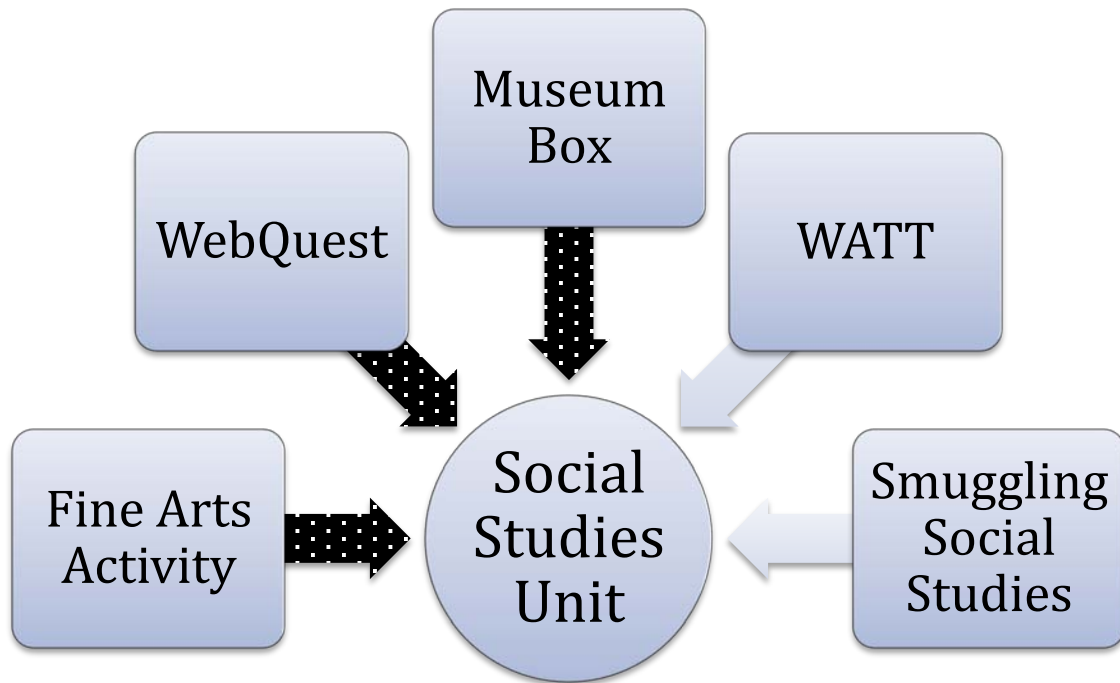 Museum
Box
WebQuest
WATT
Fine Arts
Activity
Social
Studies
Unit
Smuggling
Social
Studies